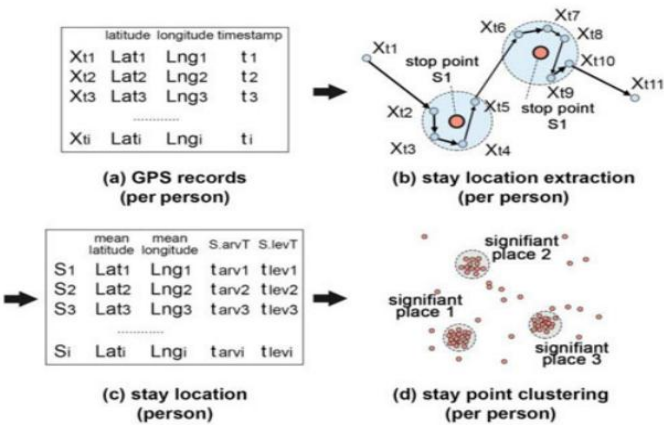 latitude longitude timestamp
Xt1 Lat1 Lng1 t1
Xt2 Lat2 Lng2 t2
Xt3 Lat3 Lng3 t3
............
Xti Lati Lngi ti
(a) GPS records
(per person)
Xt1
Xt2
Xt3
Xt4
Xt5
Xt6
Xt7
Xt8
Xt9
Xt10
Xt11
stop point
S1
stop point
S1
(b) stay location extraction
(per person)
mean latitude mean longitude S.arvT S.levT
S1 Lat1 Lng1 tarv1 tlev1
S2 Lat2 Lng2 tarv2 tlev2
S3 Lat3 Lng3 tarv3 tlev3
............
Si Lati Lngi tarvi tlevi
(c) stay location
(person)
signifiant
place 2
signifiant
place 1
signifiant
place 3
(d) stay point clustering
(per person)